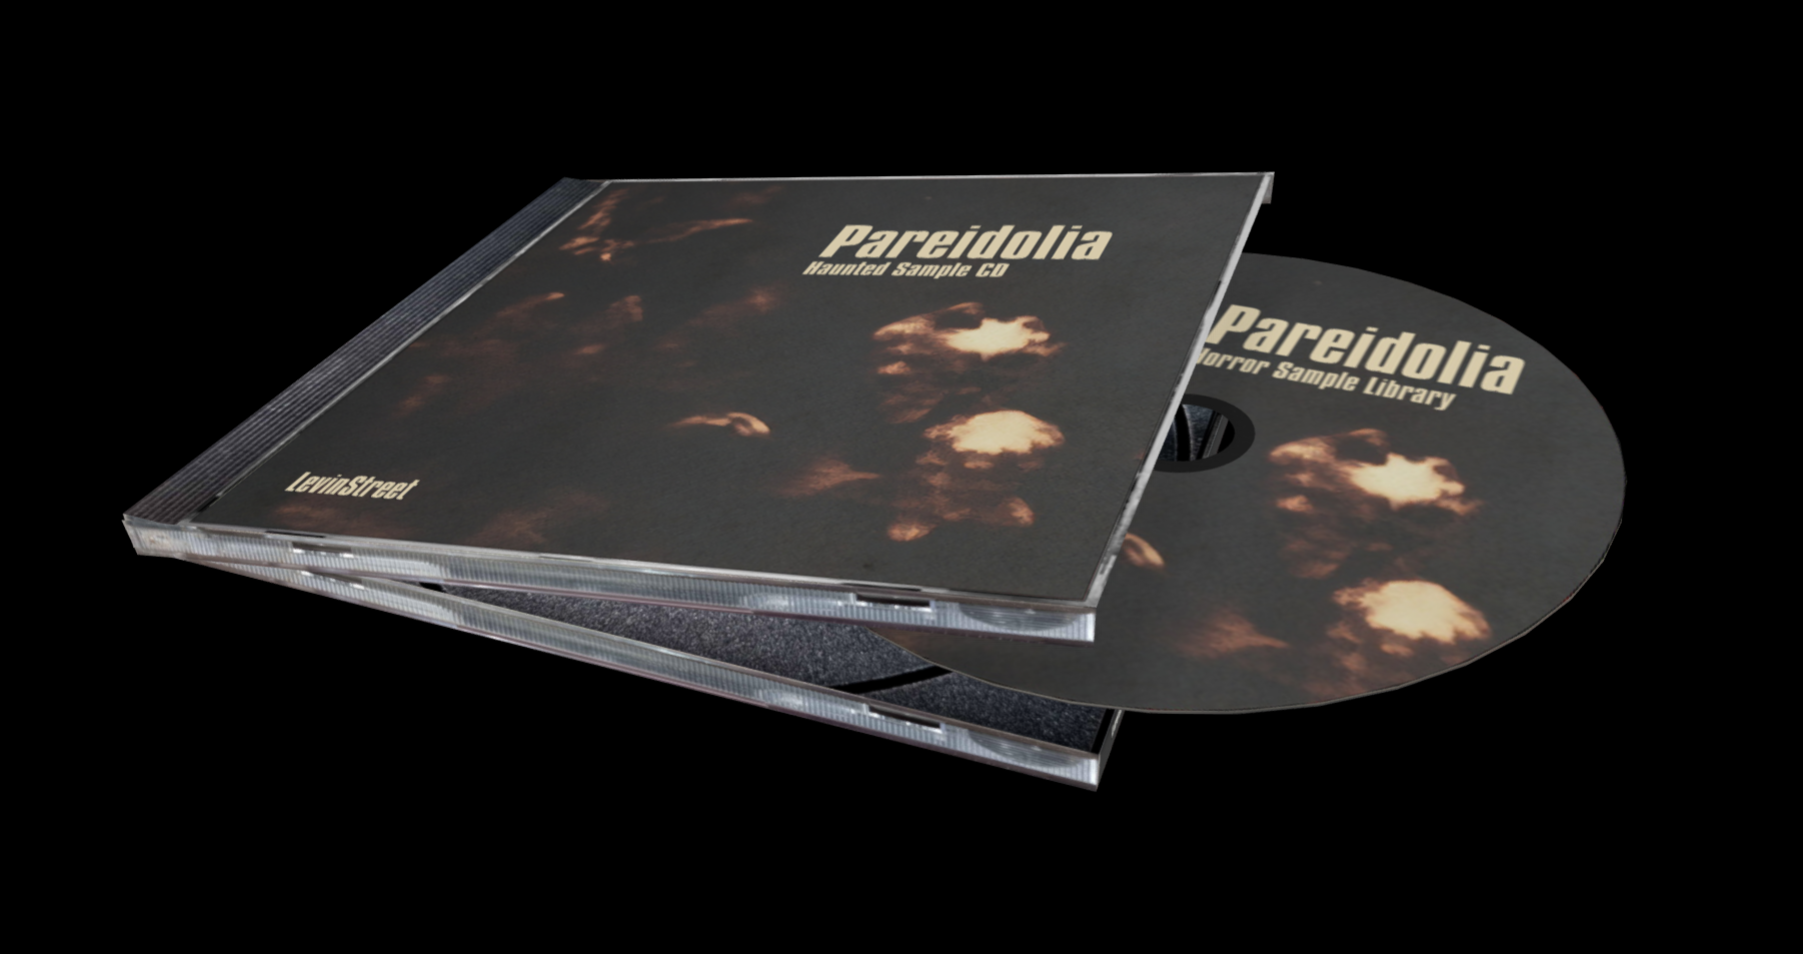 Pareidolia
Haunted Sample CD
LevinStreet
Pareidolia
Horror Sample Library